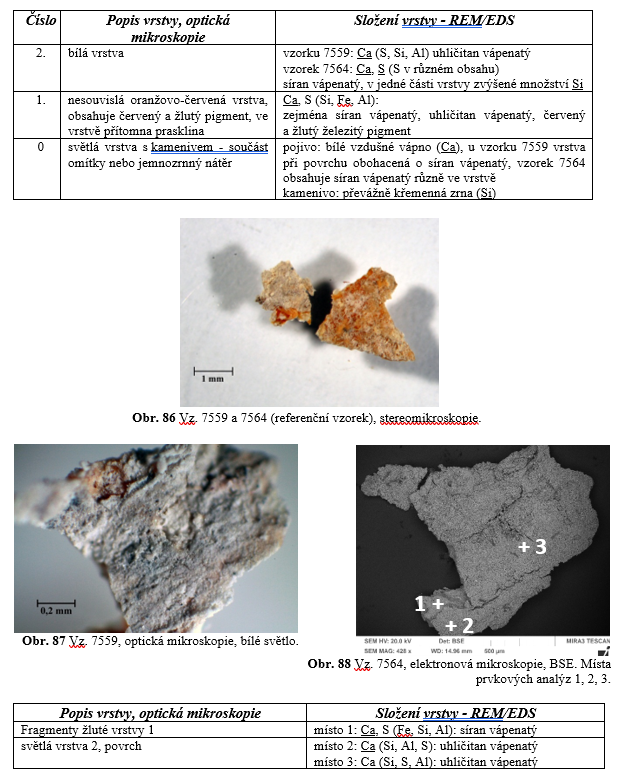 Číslo Popis vrstvy, optická mikroskopie Složení vrstvy - REM/EDS
2. bílá vrstva vzorku 7559: Ca (S, Si, Al) uhličitan vápenatý
vzorek 7564: Ca, S (S v různém obsahu)
síran vápenatý, v jedné části vrstvy zvýšené množství Si
1. nesouvislá oranžovo-červená vrstva, obsahuje červený a žlutý pigment, ve vrstvě přítomna prasklina
Ca, S (Si, Fe, Al):
zejména síran vápenatý, uhličitan vápenatý, červený
a žlutý železitý pigment
0 světlá vrstva s kamenivem - součást omítky nebo jemnozrnný nátěr
pojivo: bílé vzdušné vápno (Ca), u vzorku 7559 vrstva
při povrchu obohacená o síran vápenatý, vzorek 7564
obsahuje síran vápenatý různě ve vrstvě
kamenivo: převážně křemenná zrna (Si)
1 mm
Obr. 86 Vz. 7559 a 7564 (referenční vzorek), stereomikroskopie.
0,2 mm
Obr. 87 Vz. 7559, optická mikroskopie, bílé světlo.
+ 3
1 +
+ 2
SEM HV: 20.0 kV Det: BSE MIRA3 TESCAN
SEM MAG: 428 x WD: 14.96 mm 500 µm
Obr. 88 Vz. 7564, elektronová mikroskopie, BSE. Místa
prvkových analýz 1, 2, 3.
Popis vrstvy, optická mikroskopie Složení vrstvy - REM/EDS
Fragmenty žluté vrstvy 1 místo 1: Ca, S (Fe, Si, Al): síran vápenatý
světlá vrstva 2, povrch místo 2: Ca (Si, Al, S): uhličitan vápenatý
místo 3: Ca (Si, S, Al): uhličitan vápenatý